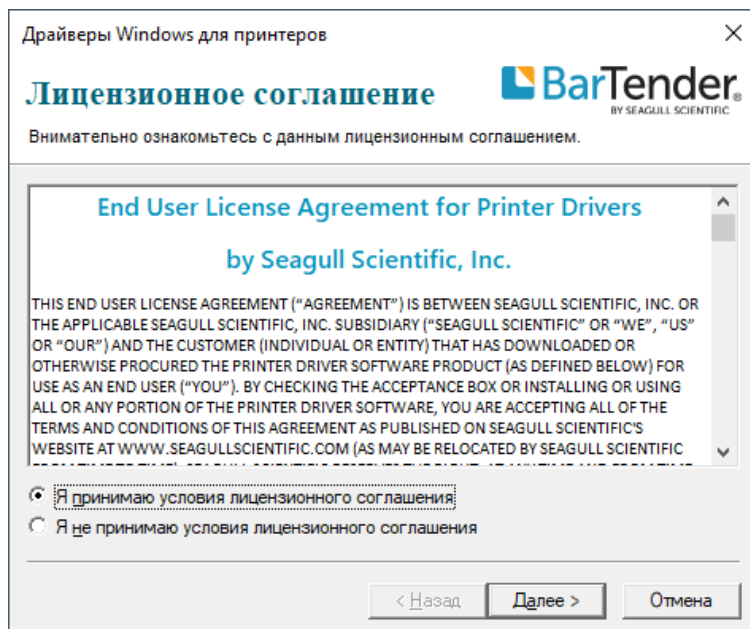 Драйверы Windows для принтеров
Лицензионное соглашение
BarTender®
BY SEAGULL SCIENTIFIC
Внимательно ознакомьтесь с данным лицензионным соглашением.
End User License Agreement for Printer Drivers
by Seagull Scientific, Inc.
THIS END USER LICENSE AGREEMENT (“AGREEMENT”) IS BETWEEN SEAGULL SCIENTIFIC, INC. OR
THE APPLICABLE SEAGULL SCIENTIFIC, INC. SUBSIDIARY (“SEAGULL SCIENTIFIC” OR “WE”, “US”
OR “OUR”) AND THE CUSTOMER (INDIVIDUAL OR ENTITY) THAT HAS DOWNLOADED OR
OTHERWISE PROCURED THE PRINTER DRIVER SOFTWARE PRODUCT (AS DEFINED BELOW) FOR
USE AS AN END USER (“YOU”). BY CHECKING THE ACCEPTANCE BOX OR INSTALLING OR USING
ALL OR ANY PORTION OF THE PRINTER DRIVER SOFTWARE, YOU ARE ACCEPTING ALL OF THE
TERMS AND CONDITIONS OF THIS AGREEMENT AS PUBLISHED ON SEAGULL SCIENTIFIC'S
WEBSITE AT WWW.SEAGULLSCIENTIFIC.COM (AS MAY BE RELOCATED BY SEAGULL SCIENTIFIC
Я принимаю условия лицензионного соглашения
Я не принимаю условия лицензионного соглашения
< Назад
Далее >
Отмена